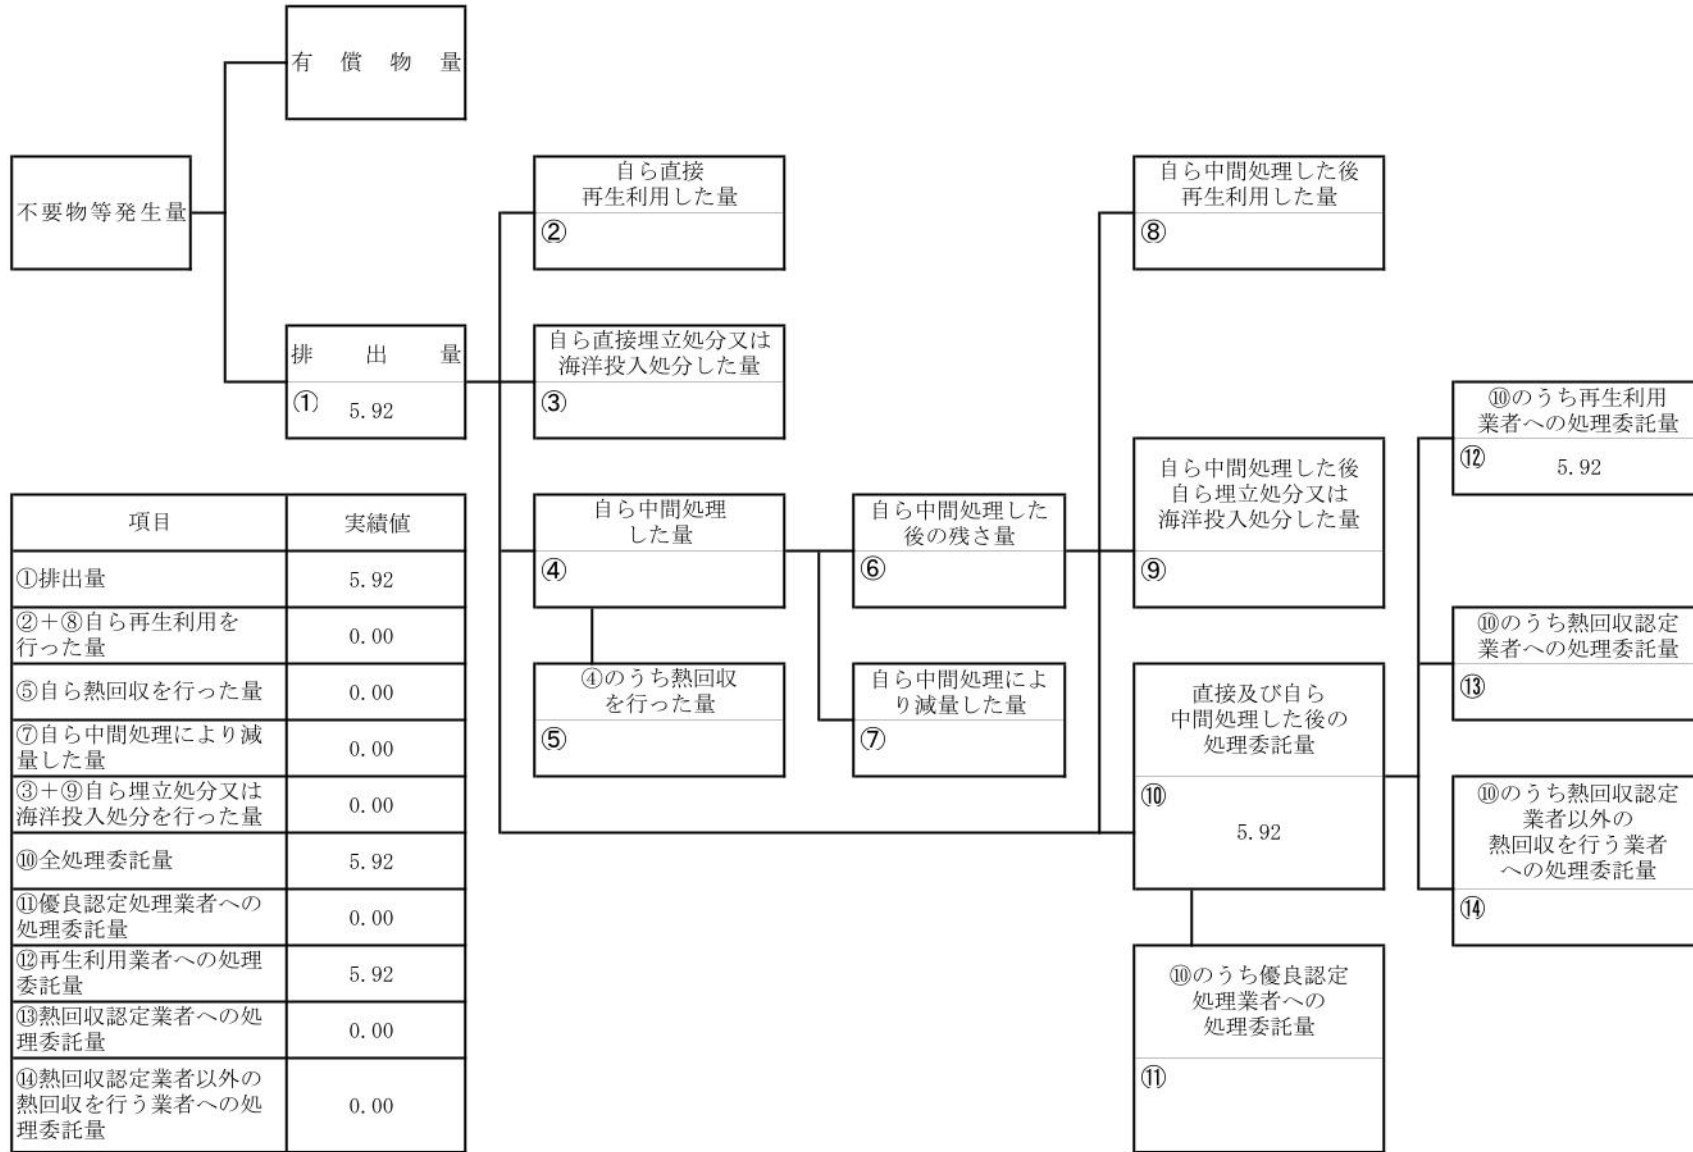 有償物量
不要物等発生量
排出量
① 5.92
自ら直接
再生利用した量
②
自ら直接埋立処分又は
海洋投入処分した量
③
自ら中間処理
した量
④
④のうち熱回収
を行った量
⑤
自ら中間処理した
後の残さ量
⑥
自ら中間処理によ
り減量した量
⑦
自ら中間処理した後
再生利用した量
⑧
自ら中間処理した後
自ら埋立処分又は
海洋投入処分した量
⑨
直接及び自ら
中間処理した後の
処理委託量
⑩
5.92
⑩のうち優良認定
処理業者への
処理委託量
⑪
⑩のうち再生利用
業者への処理委託量
⑫ 5.92
⑩のうち熱回収認定
業者への処理委託量
⑬
⑩のうち熱回収認定
業者以外の
熱回収を行う業者
への処理委託量
⑭
項目 実績値
①排出量 5.92
②＋⑧自ら再生利用を
行った量 0.00
⑤自ら熱回収を行った量 0.00
⑦自ら中間処理により減
量した量 0.00
③＋⑨自ら埋立処分又は
海洋投入処分を行った量 0.00
⑩全処理委託量 5.92
⑪優良認定処理業者への
処理委託量 0.00
⑫再生利用業者への処理
委託量 5.92
⑬熱回収認定業者への処
理委託量 0.00
⑭熱回収認定業者以外の
熱回収を行う業者への処
理委託量 0.00